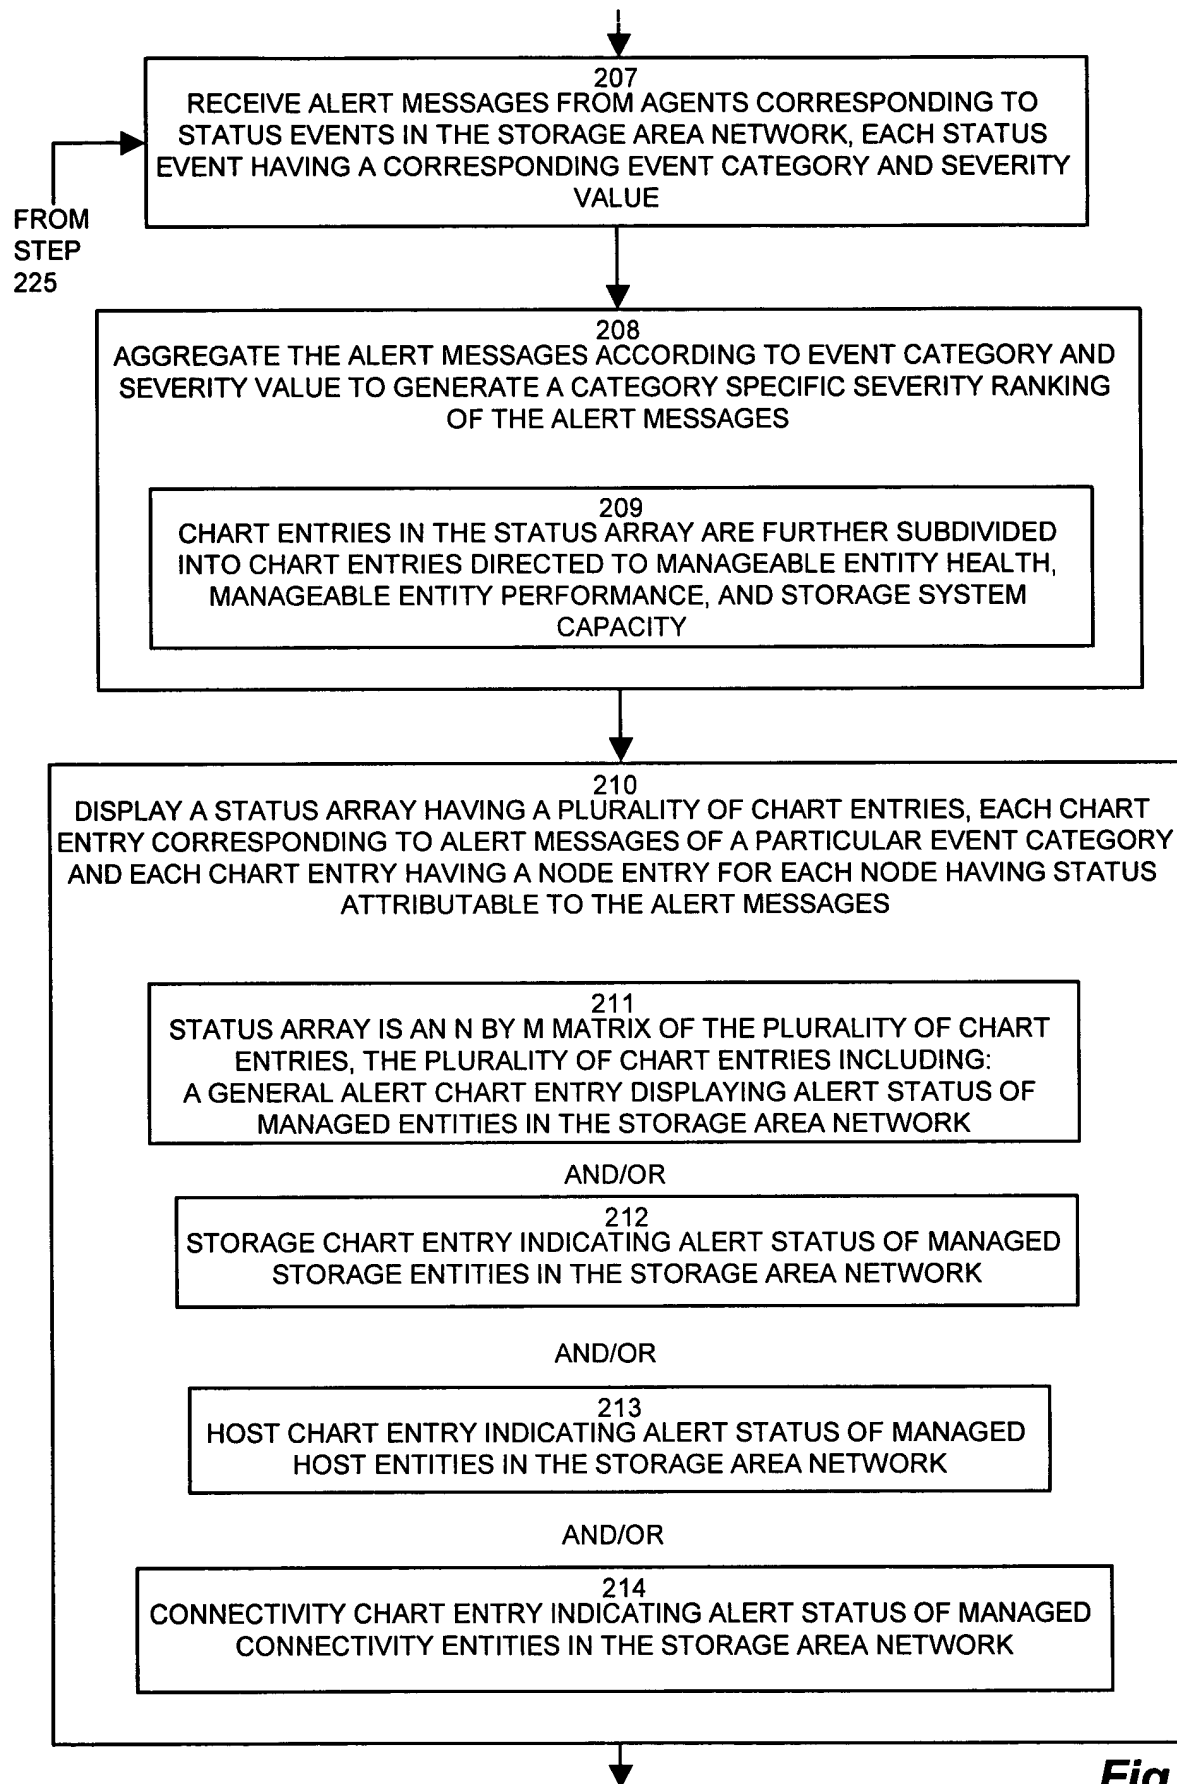 207
RECEIVE ALERT MESSAGES FROM AGENTS CORRESPONDING TO
STATUS EVENTS IN THE STORAGE AREA NETWORK, EACH STATUS
EVENT HAVING A CORRESPONDING EVENT CATEGORY AND SEVERITY
VALUE
FROM
STEP
225
208
AGGREGATE THE ALERT MESSAGES ACCORDING TO EVENT CATEGORY AND
SEVERITY VALUE TO GENERATE A CATEGORY SPECIFIC SEVERITY RANKING
OF THE ALERT MESSAGES
209
CHART ENTRIES IN THE STATUS ARRAY ARE FURTHER SUBDIVIDED
INTO CHART ENTRIES DIRECTED TO MANAGEABLE ENTITY HEALTH,
MANAGEABLE ENTITY PERFORMANCE, AND STORAGE SYSTEM
CAPACITY
210
DISPLAY A STATUS ARRAY HAVING A PLURALITY OF CHART ENTRIES, EACH CHART
ENTRY CORRESPONDING TO ALERT MESSAGES OF A PARTICULAR EVENT CATEGORY
AND EACH CHART ENTRY HAVING A NODE ENTRY FOR EACH NODE HAVING STATUS
ATTRIBUTABLE TO THE ALERT MESSAGES
211
STATUS ARRAY IS AN N BY M MATRIX OF THE PLURALITY OF CHART
ENTRIES, THE PLURALITY OF CHART ENTRIES INCLUDING:
A GENERAL ALERT CHART ENTRY DISPLAYING ALERT STATUS OF
MANAGED ENTITIES IN THE STORAGE AREA NETWORK
AND/OR
212
STORAGE CHART ENTRY INDICATING ALERT STATUS OF MANAGED
STORAGE ENTITIES IN THE STORAGE AREA NETWORK
AND/OR
213
HOST CHART ENTRY INDICATING ALERT STATUS OF MANAGED
HOST ENTITIES IN THE STORAGE AREA NETWORK
AND/OR
214
CONNECTIVITY CHART ENTRY INDICATING ALERT STATUS OF MANAGED
CONNECTIVITY ENTITIES IN THE STORAGE AREA NETWORK
Fig